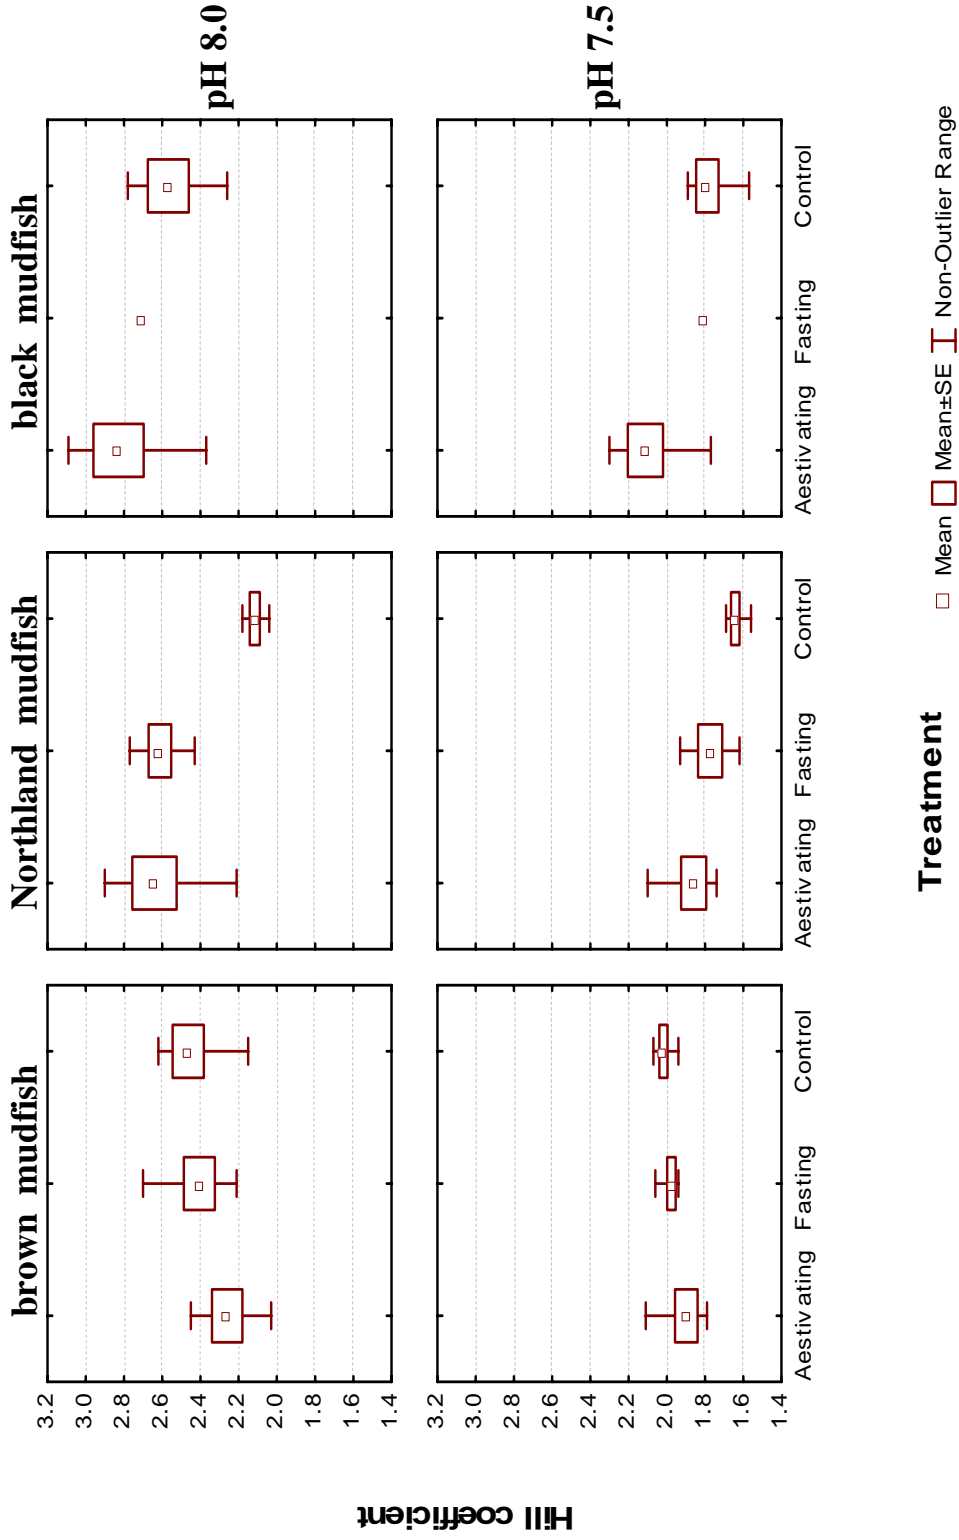 brown mudfish
Northland mudfish
black mudfish
3.2
3.0
2.8
2.6
2.4
2.2
2.0
1.8
1.6
1.4
pH 8.0
3.2
3.0
2.8
2.6
2.4
2.2
2.0
1.8
1.6
1.4
pH 7.5
Hill coefficient
Aestivating Fasting Control
Aestivating Fasting Control
Aestivating Fasting Control
Treatment
Mean Mean±SE Non-Outlier Range